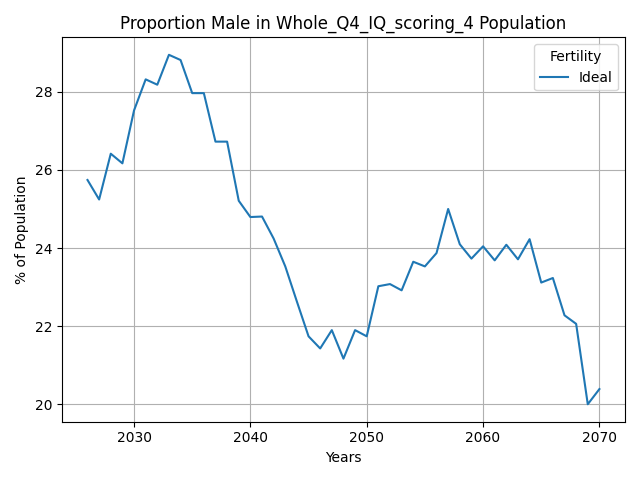 Proportion Male in Whole_Q4_IQ_scoring_4 Population
Fertility
Ideal
% of Population
28
26
24
22
20
2030 2040 2050 2060 2070
Years